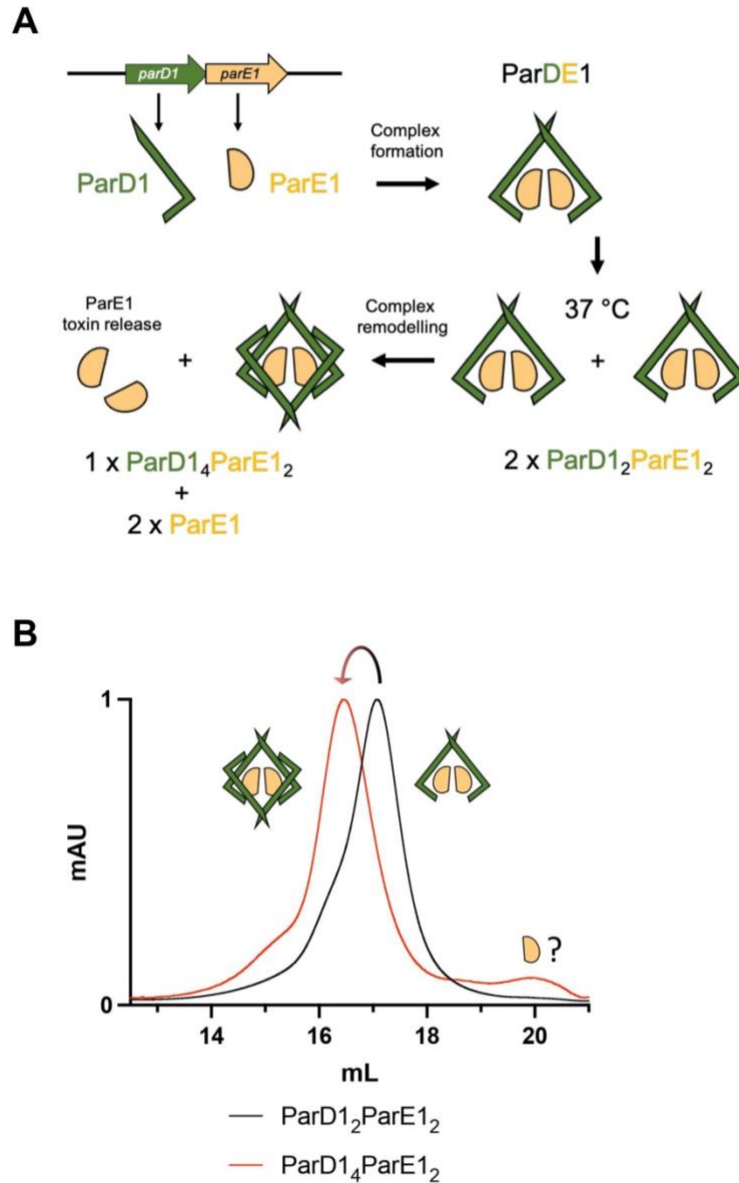 A
parD1 parE1
ParDE1
Complex
formation
ParD1 ParE1
37 °C
ParE1
toxin release
+
Complex
remodelling
+
1 x ParD1₄ParE1₂
+
2 x ParE1
2 x ParD1₂ParE1₂
B
1
mAU
?
0
14 16 18 20
mL
ParD1₂ParE1₂
ParD1₄ParE1₂